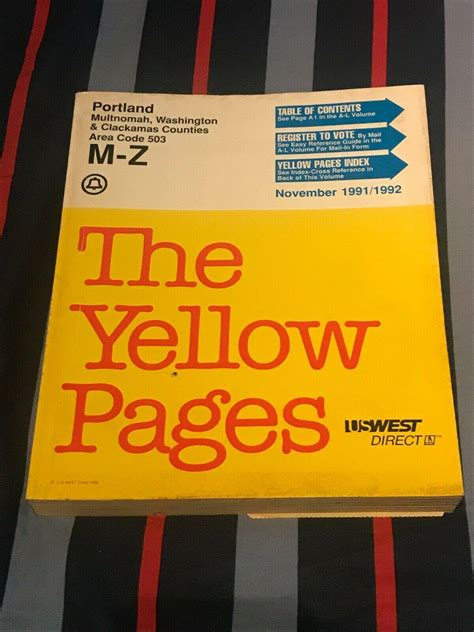 Portland
Multnomah, Washington
& Clackamas Counties
Area Code 503
M-Z
TABLE OF CONTENTS
See Page A1 in the A-L Volume
REGISTER TO VOTE By Mail
See Easy Reference Guide in the
A-L Volume For Mail-In Form
YELLOW PAGES INDEX
See Index-Cross Reference in
Back of This Volume
November 1991/1992
The
Yellow
Pages
USWEST
DIRECT